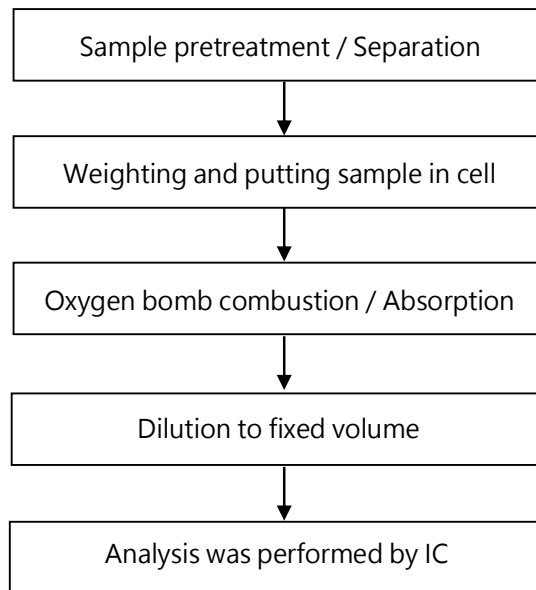 Sample pretreatment / Separation
Weighting and putting sample in cell
Oxygen bomb combustion / Absorption
Dilution to fixed volume
Analysis was performed by IC